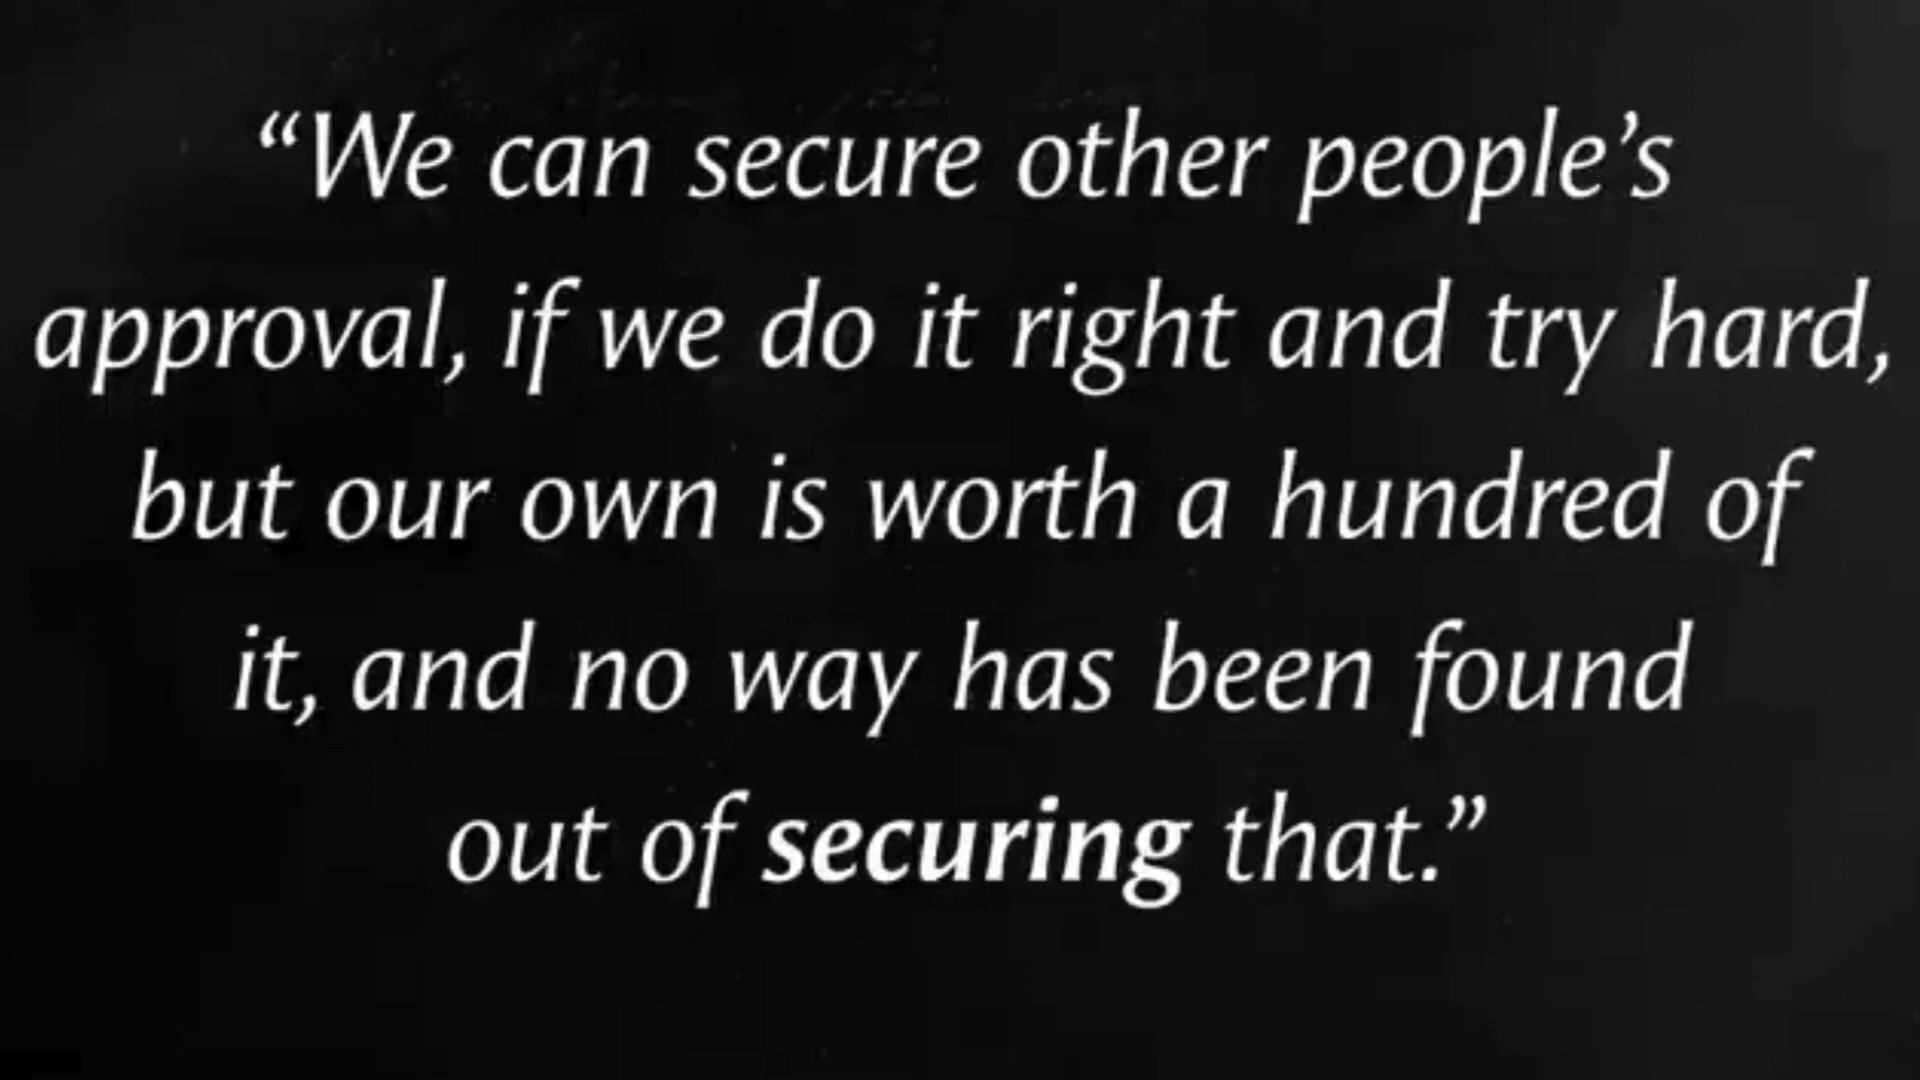 “We can secure other people’s
approval, if we do it right and try hard,
but our own is worth a hundred of
it, and no way has been found
out of securing that.”